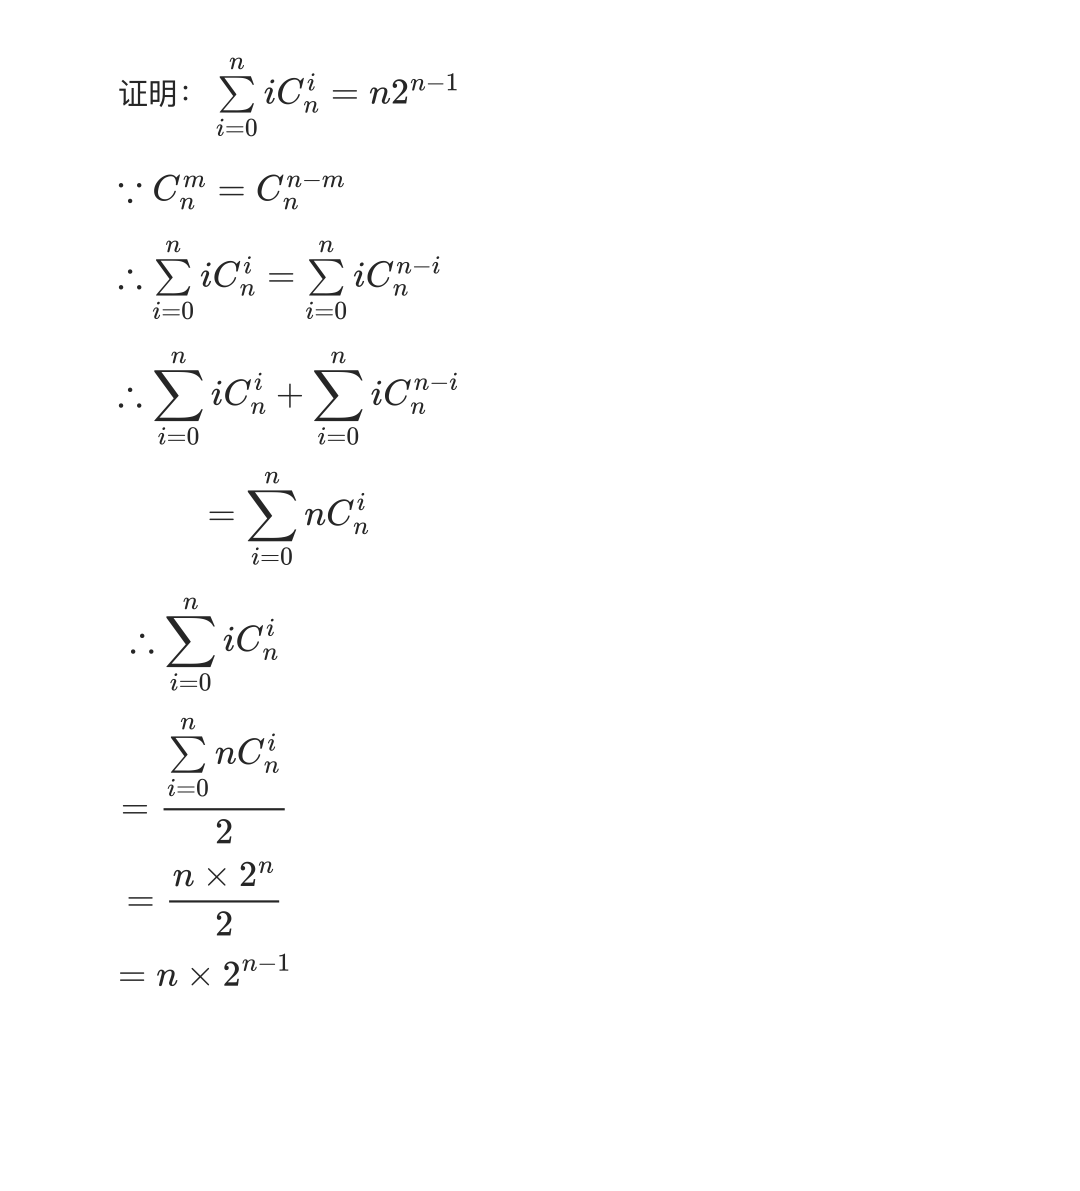 证明： $\sum_{i=0}^{n} iC_n^i = n2^{n-1}$
$\because C_n^m = C_n^{n-m}$
$\therefore \sum_{i=0}^{n} iC_n^i = \sum_{i=0}^{n} iC_n^{n-i}$
$\therefore \sum_{i=0}^{n} iC_n^i + \sum_{i=0}^{n} iC_n^{n-i}$
$= \sum_{i=0}^{n} nC_n^i$
$\therefore \sum_{i=0}^{n} iC_n^i$
$= \frac{\sum_{i=0}^{n} nC_n^i}{2}$
$= \frac{n \times 2^n}{2}$
$= n \times 2^{n-1}$